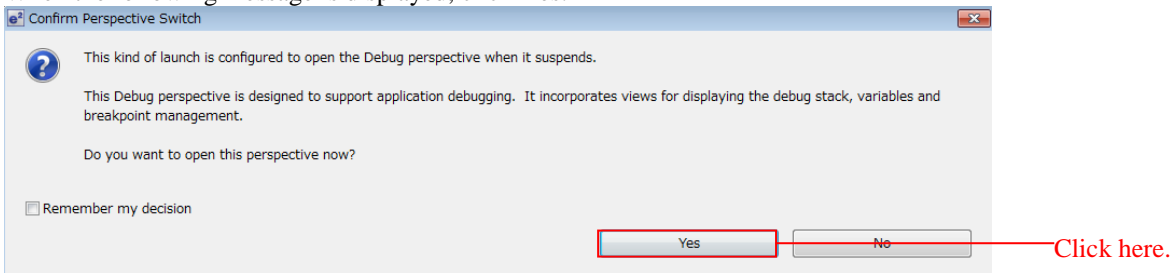 Confirm Perspective Switch
This kind of launch is configured to open the Debug perspective when it suspends.
This Debug perspective is designed to support application debugging. It incorporates views for displaying the debug stack, variables and
breakpoint management.
Do you want to open this perspective now?
Remember my decision
Yes No Click here.